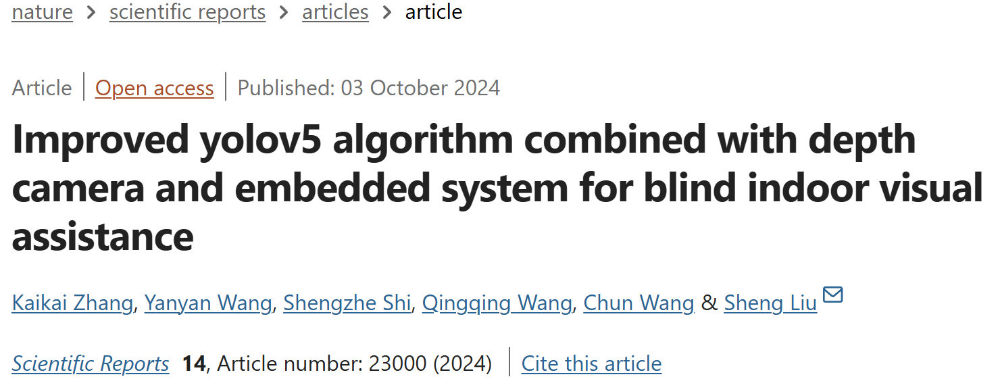 nature > scientific reports > articles > article
Article | Open access | Published: 03 October 2024
Improved yolov5 algorithm combined with depth
camera and embedded system for blind indoor visual
assistance
Kaikai Zhang, Yanyan Wang, Shengzhe Shi, Qingqing Wang, Chun Wang & Sheng Liu
Scientific Reports 14, Article number: 23000 (2024) | Cite this article